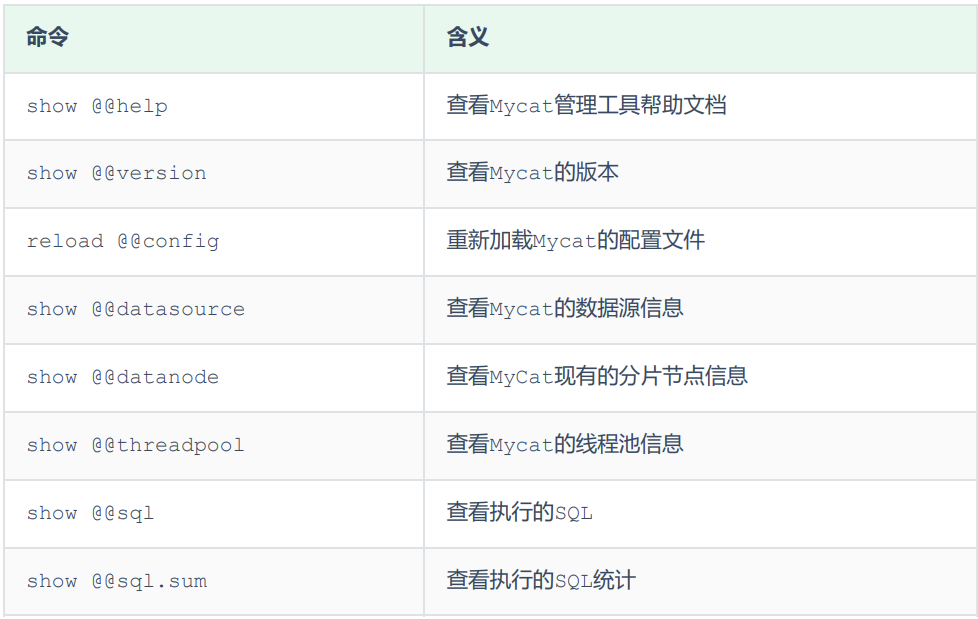 命令 含义
show @@help 查看Mycat管理工具帮助文档
show @@version 查看Mycat的版本
reload @@config 重新加载Mycat的配置文件
show @@datasource 查看Mycat的数据源信息
show @@datanode 查看MyCat现有的分片节点信息
show @@threadpool 查看Mycat的线程池信息
show @@sql 查看执行的SQL
show @@sql.sum 查看执行的SQL统计